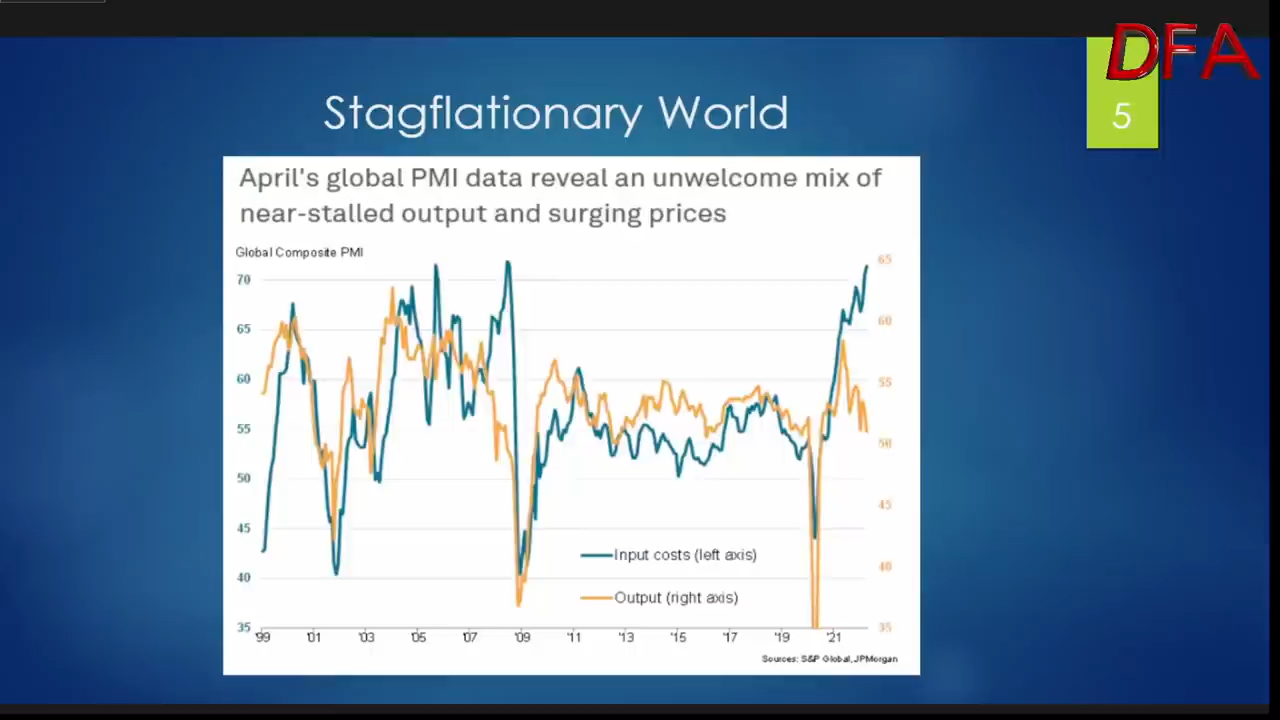 DFA
5
Stagflationary World
April's global PMI data reveal an unwelcome mix of
near-stalled output and surging prices
Global Composite PMI
70
65
60
55
50
45
40
35
65
60
55
50
45
40
35
Input costs (left axis)
Output (right axis)
'99 '01 '03 '05 '07 '09 '11 '13 '15 '17 '19 '21
Sources: S&P Global, JPMorgan